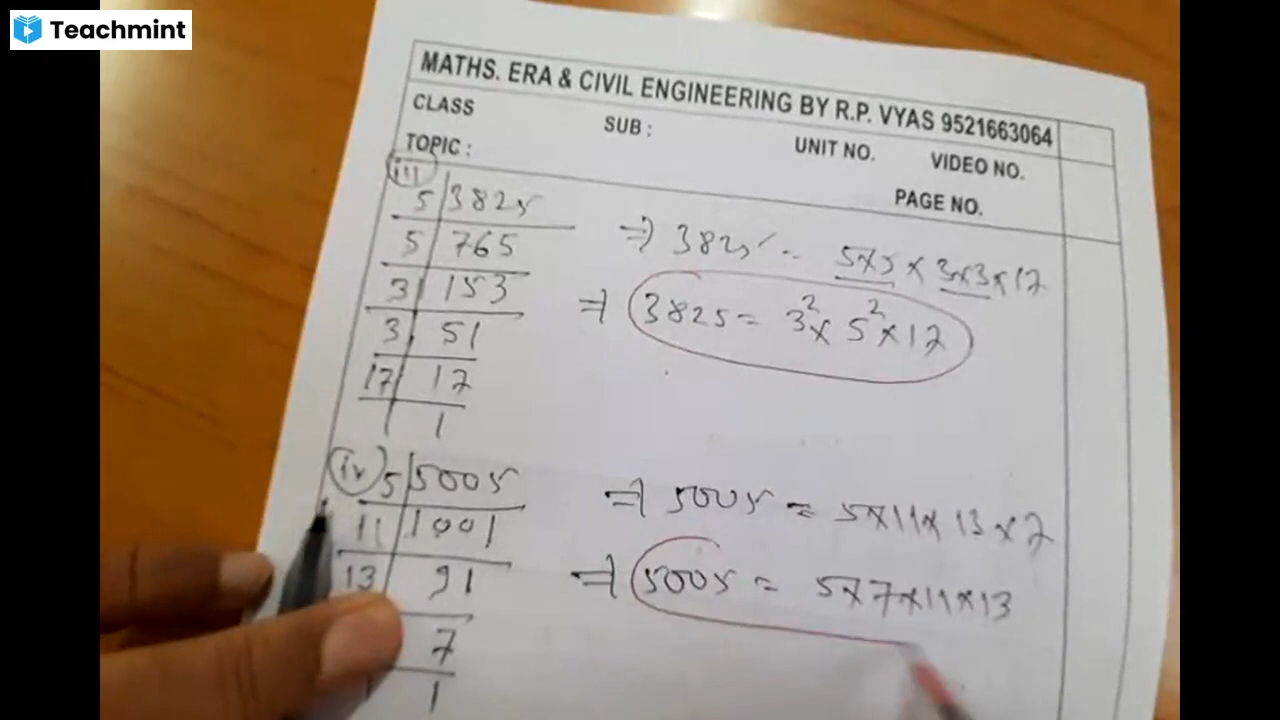 Teachmint
MATHS. ERA & CIVIL ENGINEERING BY R.P. VYAS 9521663064
CLASS SUB : UNIT NO. VIDEO NO.
TOPIC : PAGE NO.
iii
5 3825
5 765
3 153
3 51
17 17
1 1
⇒ 3825 = 5×5 × 3×3×17
⇒ 3825 = 3² × 5² × 17
iv 5 5005
11 1001
13 91
7
1
⇒ 5005 = 5×11×13×7
⇒ 5005 = 5×7×11×13